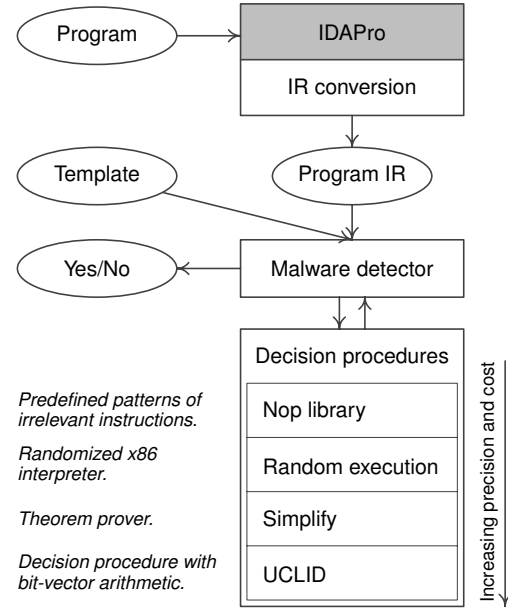 Program
IDAPro
IR conversion
Template
Program IR
Yes/No
Malware detector
Decision procedures
Predefined patterns of
irrelevant instructions.
Nop library
Randomized x86
interpreter.
Random execution
Theorem prover.
Simplify
Decision procedure with
bit-vector arithmetic.
UCLID
Increasing precision and cost